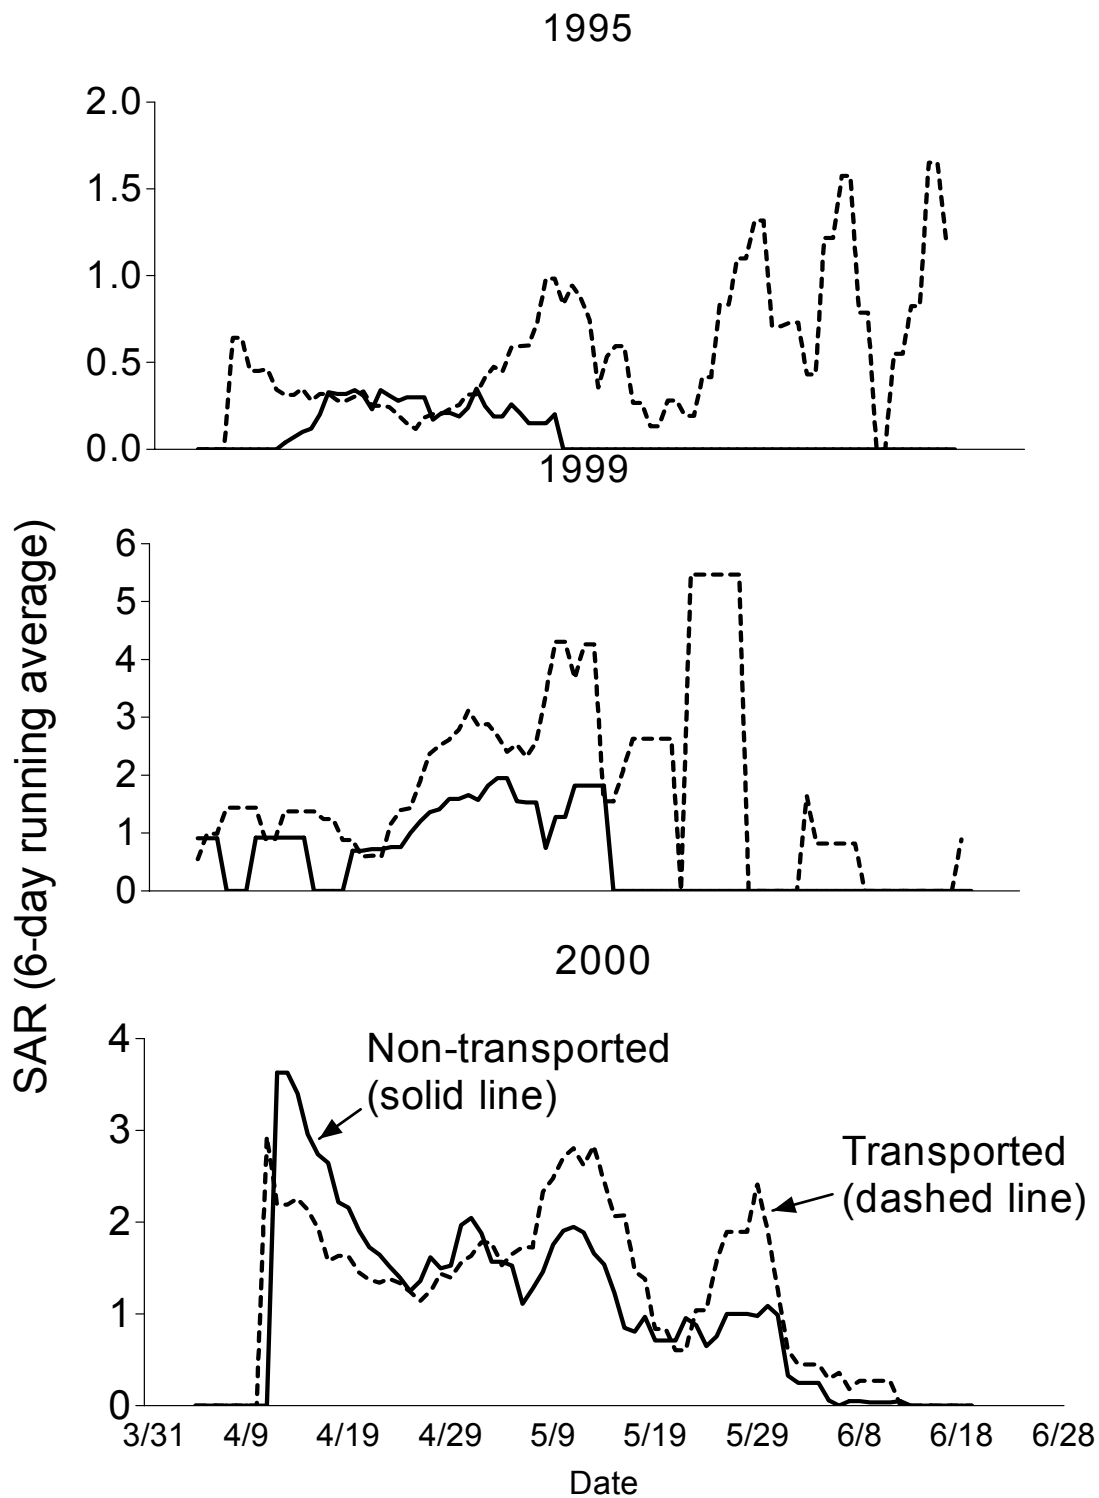 1995
2.0
1.5
1.0
0.5
0.0
1999
SAR (6-day running average)
6
5
4
3
2
1
0
2000
4
3
2
1
0
Non-transported
(solid line)
Transported
(dashed line)
3/31 4/9 4/19 4/29 5/9 5/19 5/29 6/8 6/18 6/28
Date